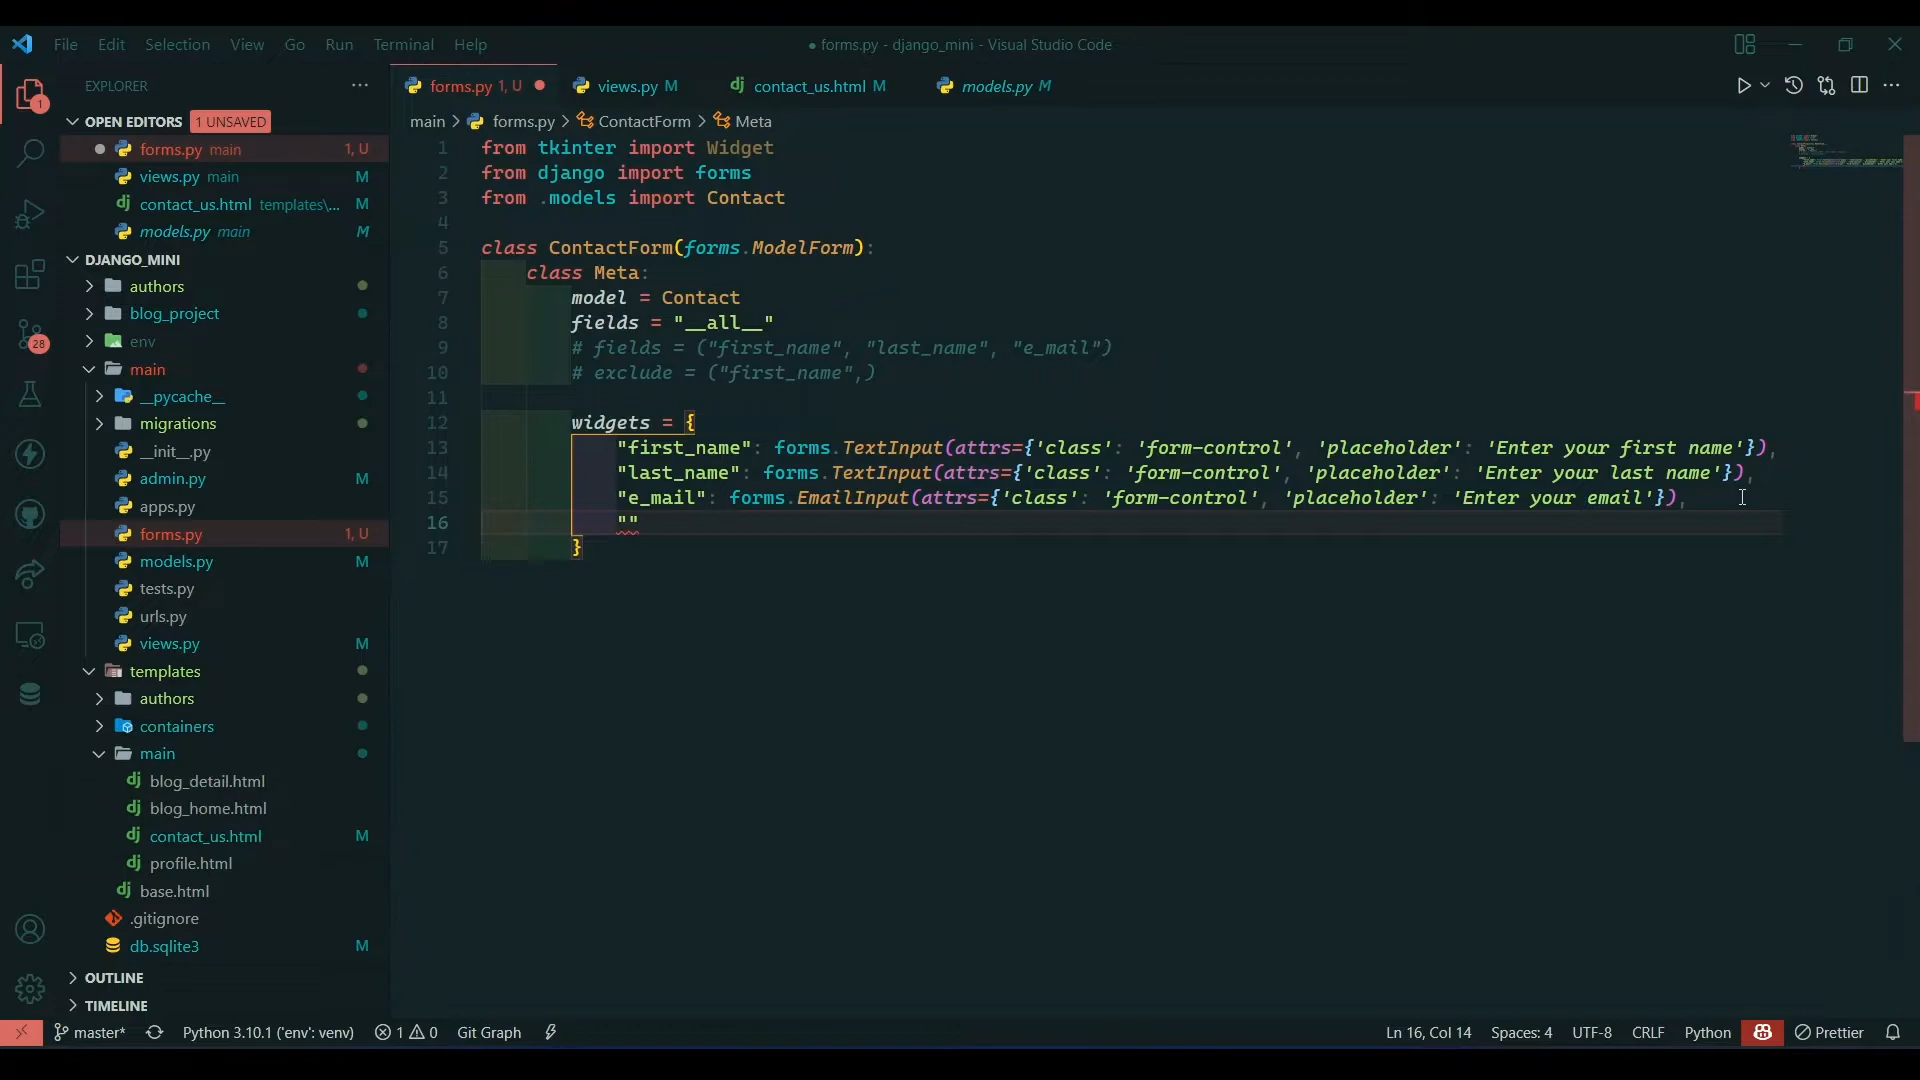 File Edit Selection View Go Run Terminal Help
● forms.py - django_mini - Visual Studio Code
EXPLORER
forms.py 1, U
views.py M
contact_us.html M
models.py M
OPEN EDITORS 1 UNSAVED
main > forms.py > ContactForm > Meta
forms.py main 1, U
views.py main M
contact_us.html templates\... M
models.py main M
DJANGO_MINI
authors
blog_project
env
main
__pycache__
migrations
__init__.py
admin.py M
apps.py
forms.py 1, U
models.py M
tests.py
urls.py
views.py M
templates
authors
containers
main
blog_detail.html
blog_home.html
contact_us.html M
profile.html
base.html
.gitignore
db.sqlite3 M
OUTLINE
TIMELINE
1
28
1 from tkinter import Widget
2 from django import forms
3 from .models import Contact
4
5 class ContactForm(forms.ModelForm):
6 class Meta:
7 model = Contact
8 fields = "__all__"
9 # fields = ("first_name", "last_name", "e_mail")
10 # exclude = ("first_name",)
11
12 widgets = {
13 "first_name": forms.TextInput(attrs={'class': 'form-control', 'placeholder': 'Enter your first name'}),
14 "last_name": forms.TextInput(attrs={'class': 'form-control', 'placeholder': 'Enter your last name'}),
15 "e_mail": forms.EmailInput(attrs={'class': 'form-control', 'placeholder': 'Enter your email'}),
16 ""
17 }
master* Python 3.10.1 ('env': venv) 1 0 Git Graph
Ln 16, Col 14 Spaces: 4 UTF-8 CRLF Python Prettier